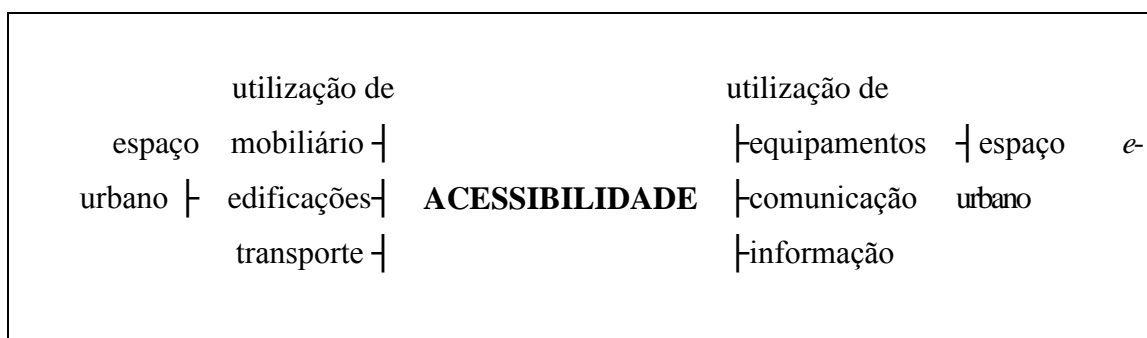 utilização de utilização de
espaço mobiliário ┤ ├equipamentos ┤espaço e-
urbano ├ edificações┤ ACESSIBILIDADE ├comunicação urbano
transporte ┤ ├informação